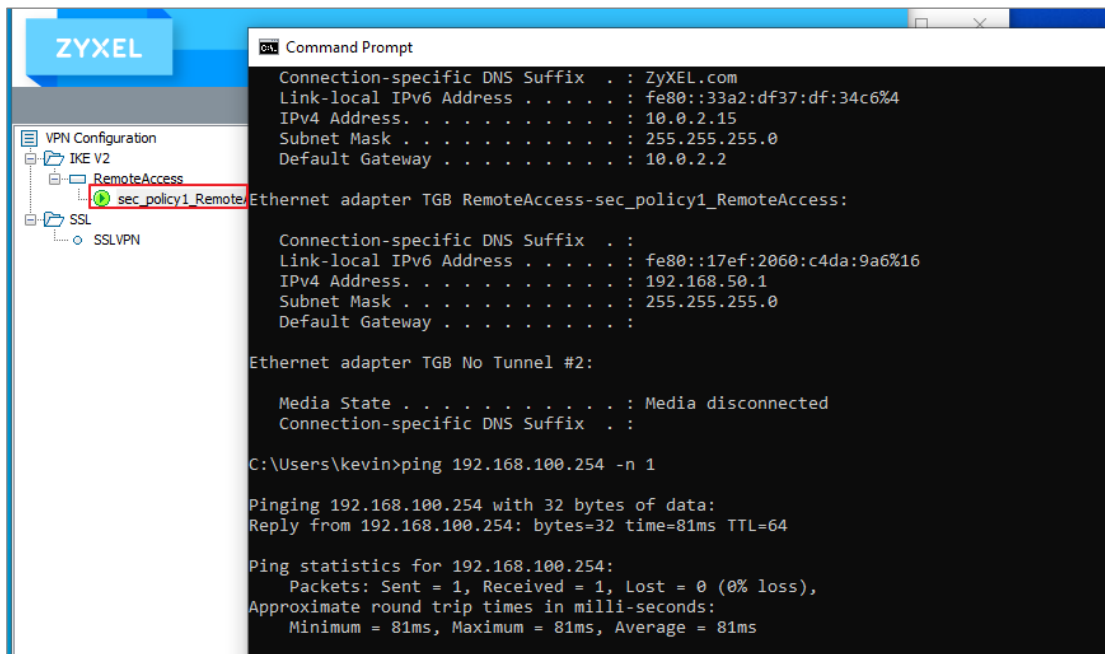 ZYXEL
VPN Configuration
IKE V2
RemoteAccess
sec_policy1_RemoteA
SSL
SSLVPN
Command Prompt
Connection-specific DNS Suffix  . : ZyXEL.com
Link-local IPv6 Address . . . . . : fe80::33a2:df37:df:34c6%4
IPv4 Address. . . . . . . . . . . : 10.0.2.15
Subnet Mask . . . . . . . . . . . : 255.255.255.0
Default Gateway . . . . . . . . . : 10.0.2.2
Ethernet adapter TGB RemoteAccess-sec_policy1_RemoteAccess:
Connection-specific DNS Suffix  . :
Link-local IPv6 Address . . . . . : fe80::17ef:2060:c4da:9a6%16
IPv4 Address. . . . . . . . . . . : 192.168.50.1
Subnet Mask . . . . . . . . . . . : 255.255.255.0
Default Gateway . . . . . . . . . :
Ethernet adapter TGB No Tunnel #2:
Media State . . . . . . . . . . . : Media disconnected
Connection-specific DNS Suffix  . :
C:\Users\kevin>ping 192.168.100.254 -n 1
Pinging 192.168.100.254 with 32 bytes of data:
Reply from 192.168.100.254: bytes=32 time=81ms TTL=64
Ping statistics for 192.168.100.254:
Packets: Sent = 1, Received = 1, Lost = 0 (0% loss),
Approximate round trip times in milli-seconds:
Minimum = 81ms, Maximum = 81ms, Average = 81ms